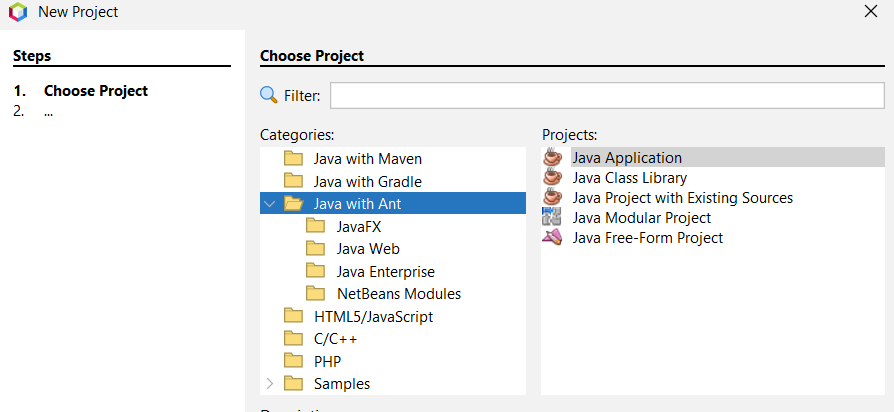 New Project
Steps
1. Choose Project
2. ...
Choose Project
Filter:
Categories:
Java with Maven
Java with Gradle
Java with Ant
JavaFX
Java Web
Java Enterprise
NetBeans Modules
HTML5/JavaScript
C/C++
PHP
Samples
Projects:
Java Application
Java Class Library
Java Project with Existing Sources
Java Modular Project
Java Free-Form Project